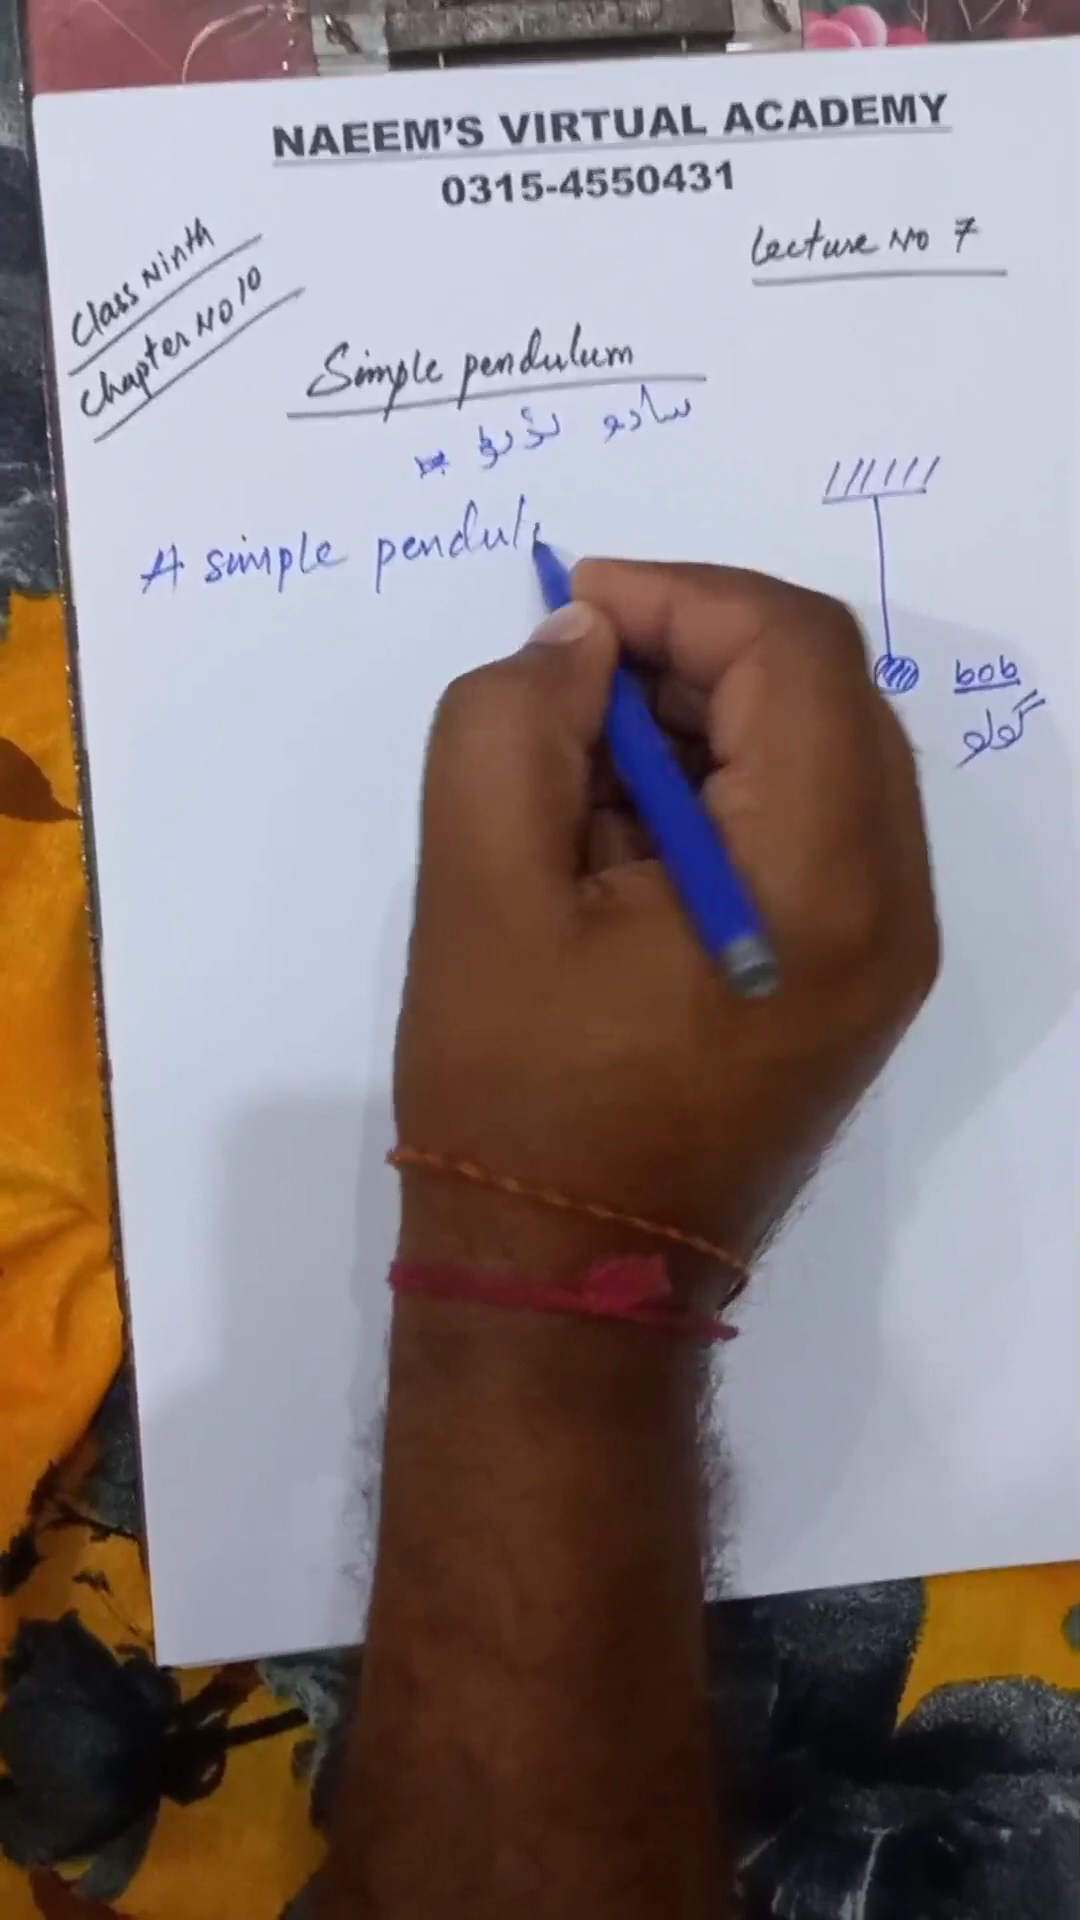 NAEEM'S VIRTUAL ACADEMY
0315-4550431
Class Ninth
Chapter No 10
Lecture No 7
Simple pendulum
سادہ
A simple pendul
bob
گولہ